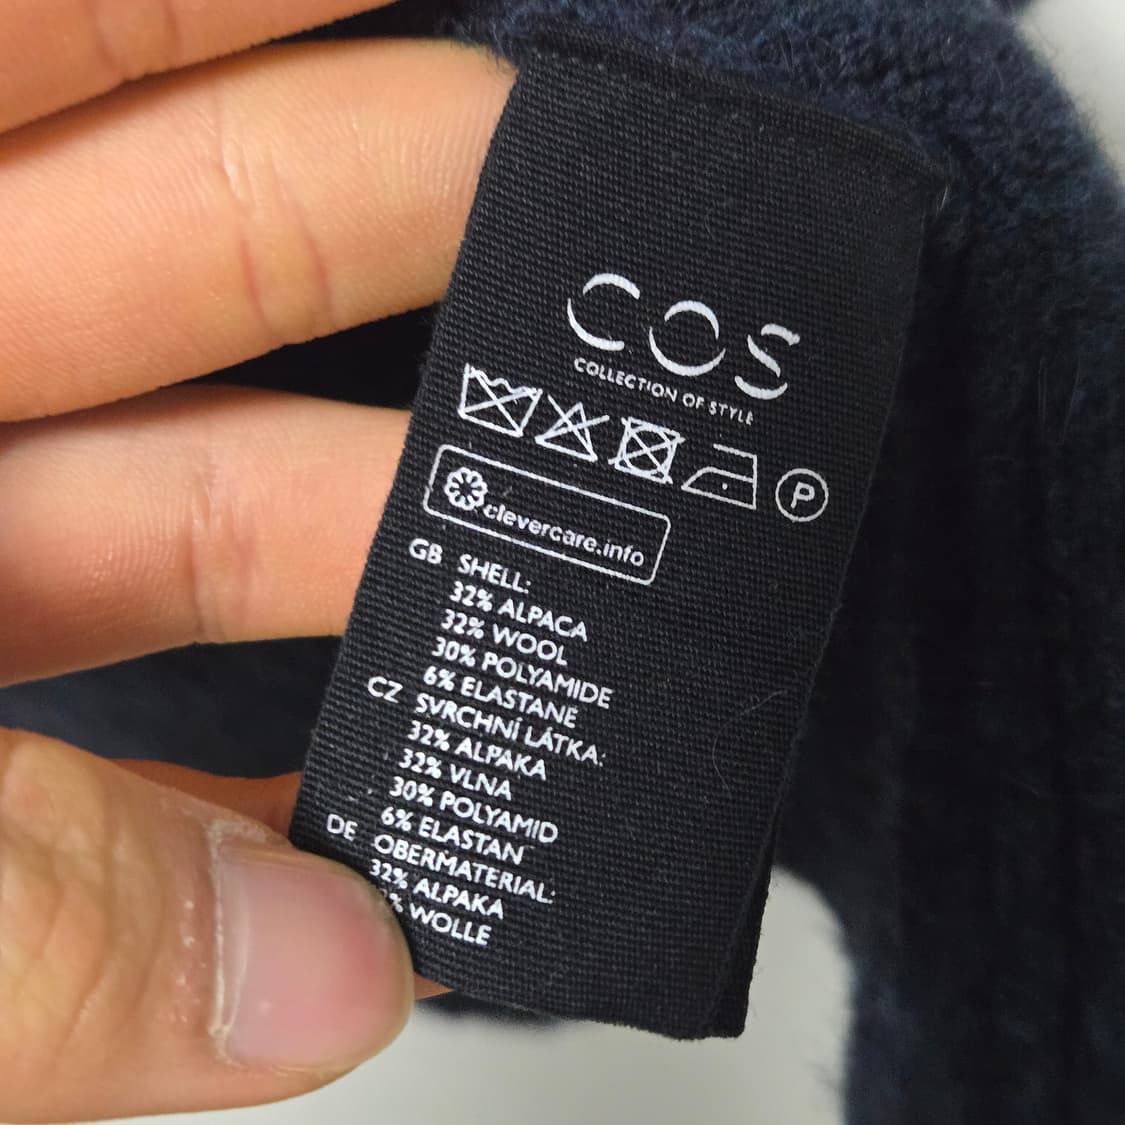 COS
COLLECTION OF STYLE
P
clevercare.info
GB SHELL:
32% ALPACA
32% WOOL
30% POLYAMIDE
6% ELASTANE
CZ SVRCHNÍ LÁTKA:
32% ALPAKA
32% VLNA
30% POLYAMID
6% ELASTAN
DE OBERMATERIAL:
32% ALPAKA
% WOLLE